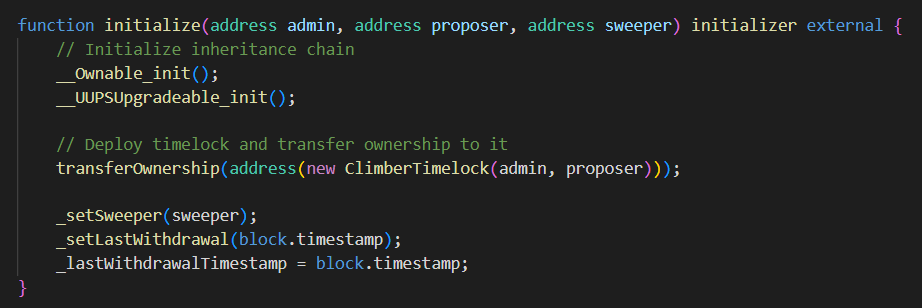 function initialize(address admin, address proposer, address sweeper) initializer external {
// Initialize inheritance chain
__Ownable_init();
__UUPSUpgradeable_init();
// Deploy timelock and transfer ownership to it
transferOwnership(address(new ClimberTimelock(admin, proposer)));
_setSweeper(sweeper);
_setLastWithdrawal(block.timestamp);
_lastWithdrawalTimestamp = block.timestamp;
}